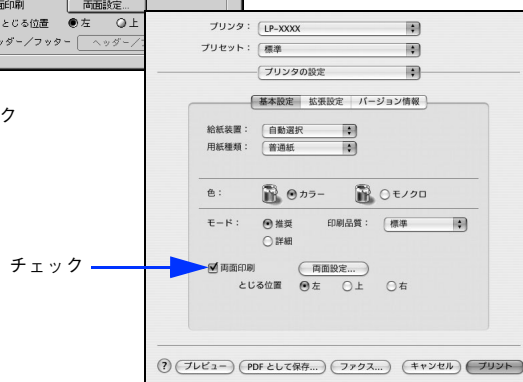 面印刷 両面設定...
とじる位置 左 上
ダー/フッター ヘッダー/
ク
プリンタ： LP-XXXX
プリセット： 標準
プリンタの設定
基本設定 拡張設定 バージョン情報
給紙装置： 自動選択
用紙種類： 普通紙
色： カラー モノクロ
モード： 推奨 印刷品質： 標準
詳細
チェック 両面印刷 両面設定...
とじる位置 左 上 右
? プレビュー PDF として保存... ファクス... キャンセル プリント